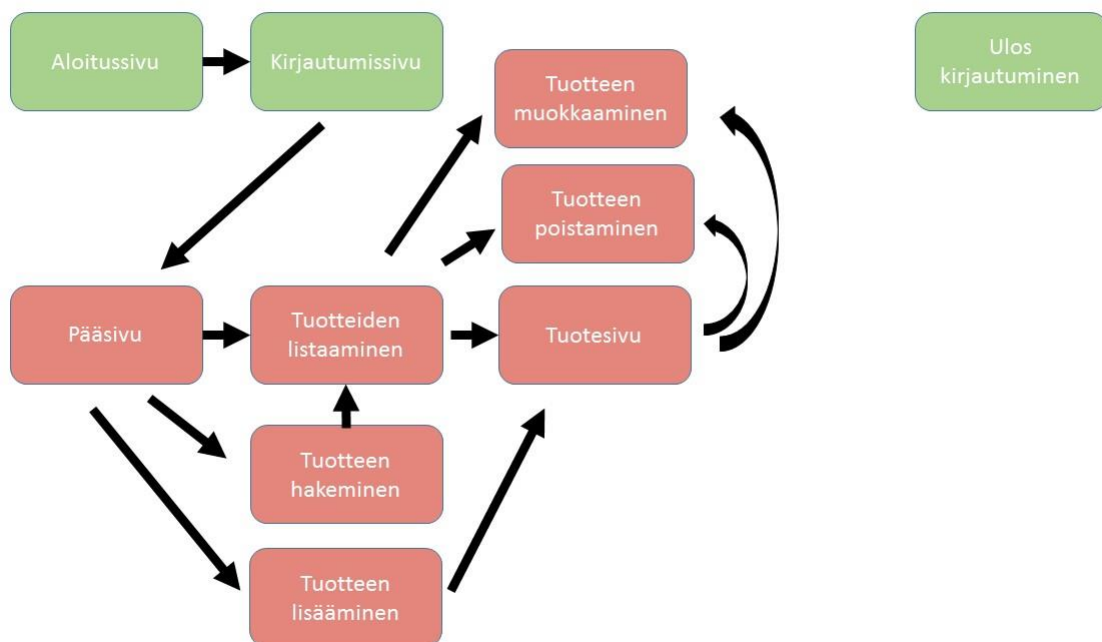 Aloitussivu
Kirjautumissivu
Tuotteen
muokkaaminen
Ulos
kirjautuminen
Tuotteen
poistaminen
Pääsivu
Tuotteiden
listaaminen
Tuotesivu
Tuotteen
hakeminen
Tuotteen
lisääminen